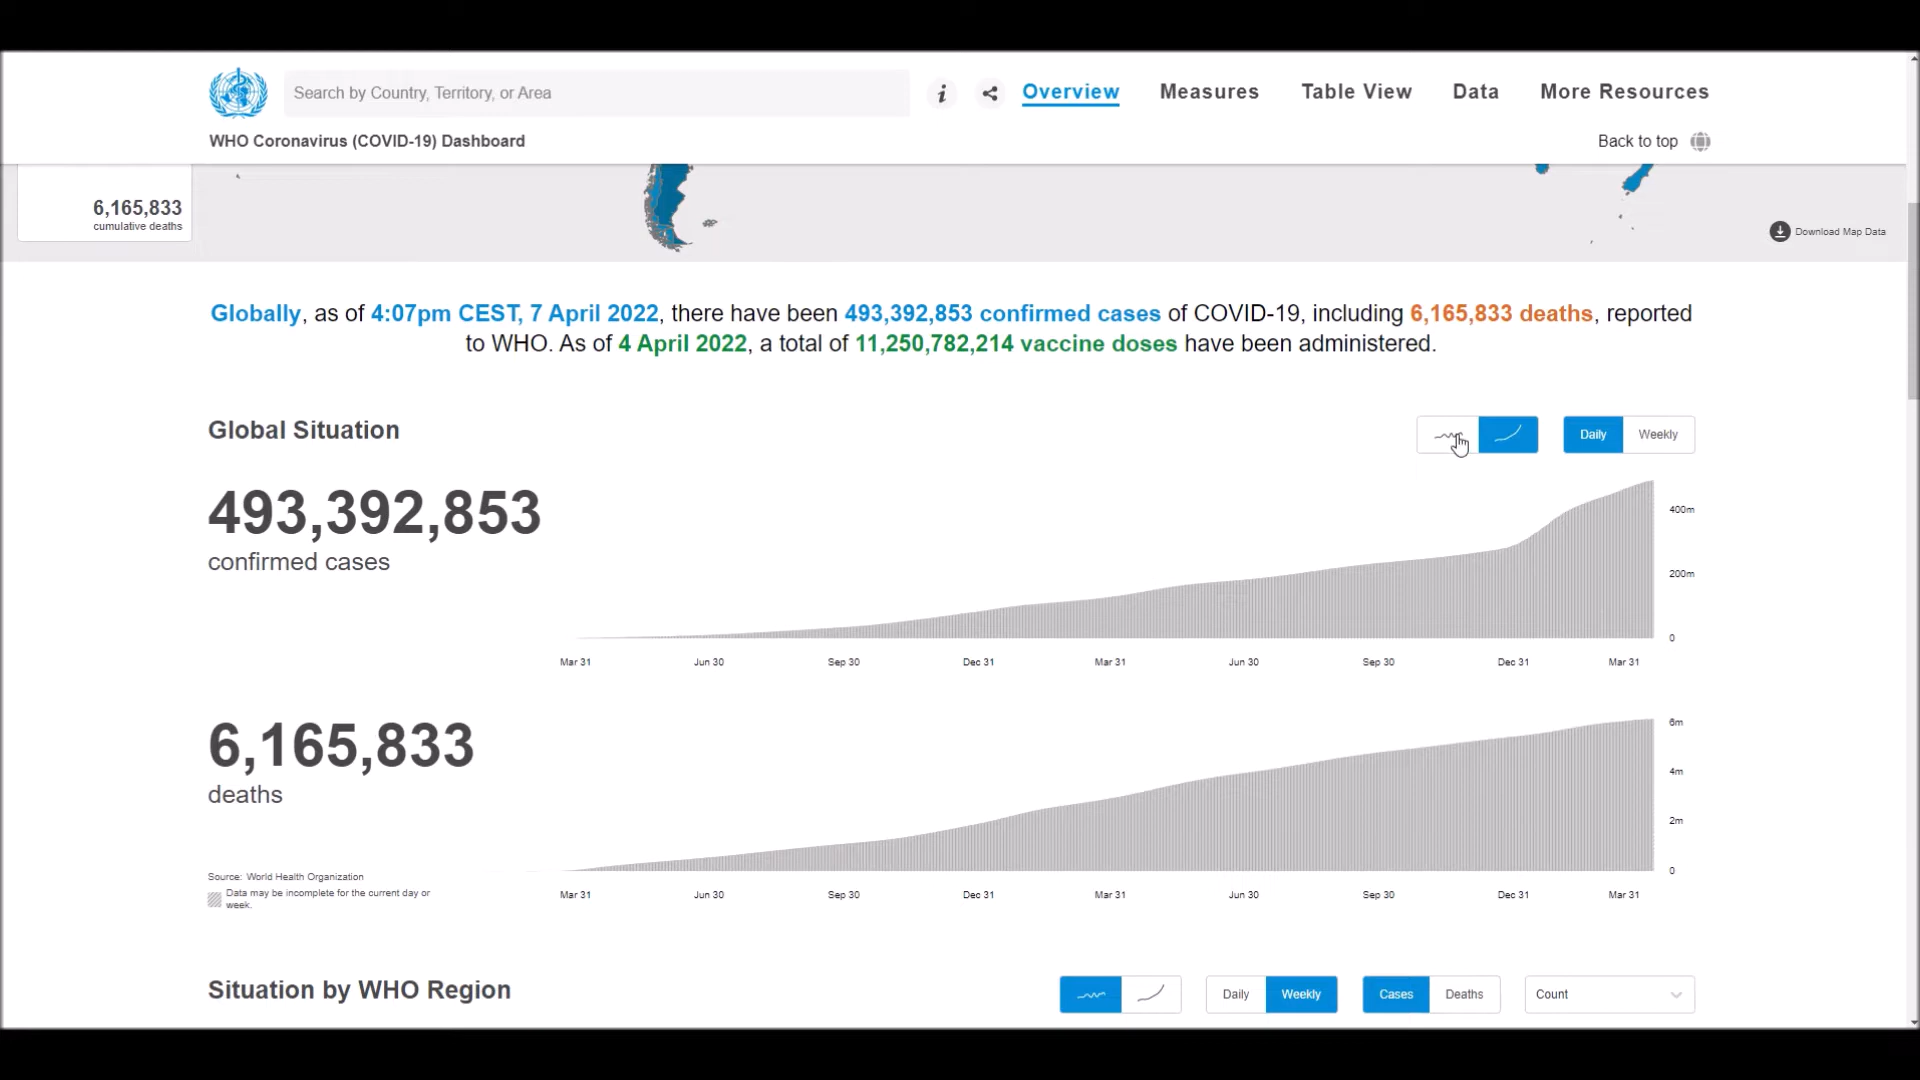 Search by Country, Territory, or Area
i
Overview
Measures
Table View
Data
More Resources
WHO Coronavirus (COVID-19) Dashboard
Back to top
6,165,833
cumulative deaths
Download Map Data
Globally, as of 4:07pm CEST, 7 April 2022, there have been 493,392,853 confirmed cases of COVID-19, including 6,165,833 deaths, reported
to WHO. As of 4 April 2022, a total of 11,250,782,214 vaccine doses have been administered.
Global Situation
Daily
Weekly
493,392,853
confirmed cases
400m
200m
0
Mar 31
Jun 30
Sep 30
Dec 31
Mar 31
Jun 30
Sep 30
Dec 31
Mar 31
6,165,833
deaths
6m
4m
2m
0
Source: World Health Organization
Data may be incomplete for the current day or
week.
Mar 31
Jun 30
Sep 30
Dec 31
Mar 31
Jun 30
Sep 30
Dec 31
Mar 31
Situation by WHO Region
Daily
Weekly
Cases
Deaths
Count